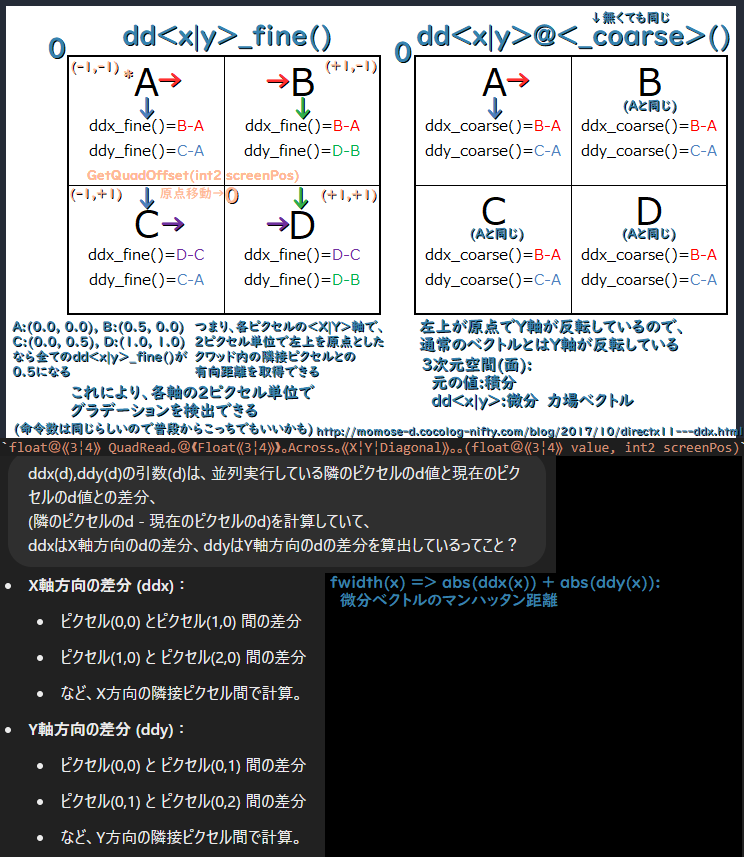 ↓無くても同じ
dd<x|y>_fine()
dd<x|y>@<_coarse>()
0
(-1,-1) * A→
→B (+1,-1)
↓
↓
ddx_fine()=B-A
ddx_fine()=B-A
ddy_fine()=C-A
ddy_fine()=D-B
GetQuadOffset(int2 screenPos)
(-1,+1) ↓
原点移動→0
↓ (+1,+1)
C→
→D
ddx_fine()=D-C
ddx_fine()=D-C
ddy_fine()=C-A
ddy_fine()=D-B
0
A→
B
↓
(Aと同じ)
ddx_coarse()=B-A
ddx_coarse()=B-A
ddy_coarse()=C-A
ddy_coarse()=C-A
C
D
(Aと同じ)
(Aと同じ)
ddx_coarse()=B-A
ddx_coarse()=B-A
ddy_coarse()=C-A
ddy_coarse()=C-A
A:(0.0, 0.0), B:(0.5, 0.0)
C:(0.0, 0.5), D:(1.0, 1.0)
なら全てのdd<x|y>_fine()が
0.5になる
つまり、各ピクセルの<X|Y>軸で、
2ピクセル単位で左上を原点とした
クワッド内の隣接ピクセルとの
有向距離を取得できる
これにより、各軸の2ピクセル単位で
グラデーションを検出できる
(命令数は同じらしいので普段からこっちでもいいかも)
左上が原点でY軸が反転しているので、
通常のベクトルとはY軸が反転している
3次元空間(面):
元の値:積分
dd<x|y>:微分 力場ベクトル
http://momose-d.cocolog-nifty.com/blog/2017/10/directx11---ddx.html
`float@《3¦4》 QuadRead。@《Float《3¦4》》。Across。《X¦Y¦Diagonal》。。(float@《3¦4》 value, int2 screenPos)`
ddx(d),ddy(d)の引数(d)は、並列実行している隣のピクセルのd値と現在のピク
セルのd値との差分、
(隣のピクセルのd - 現在のピクセルのd)を計算していて、
ddxはX軸方向のdの差分、ddyはY軸方向のdの差分を算出しているってこと？
• X軸方向の差分 (ddx)：
• ピクセル(0,0) とピクセル(1,0) 間の差分
• ピクセル(1,0) と ピクセル(2,0) 間の差分
• など、X方向の隣接ピクセル間で計算。
• Y軸方向の差分 (ddy)：
• ピクセル(0,0) と ピクセル(0,1) 間の差分
• ピクセル(0,1) と ピクセル(0,2) 間の差分
• など、Y方向の隣接ピクセル間で計算。
fwidth(x) => abs(ddx(x)) + abs(ddy(x)):
微分ベクトルのマンハッタン距離